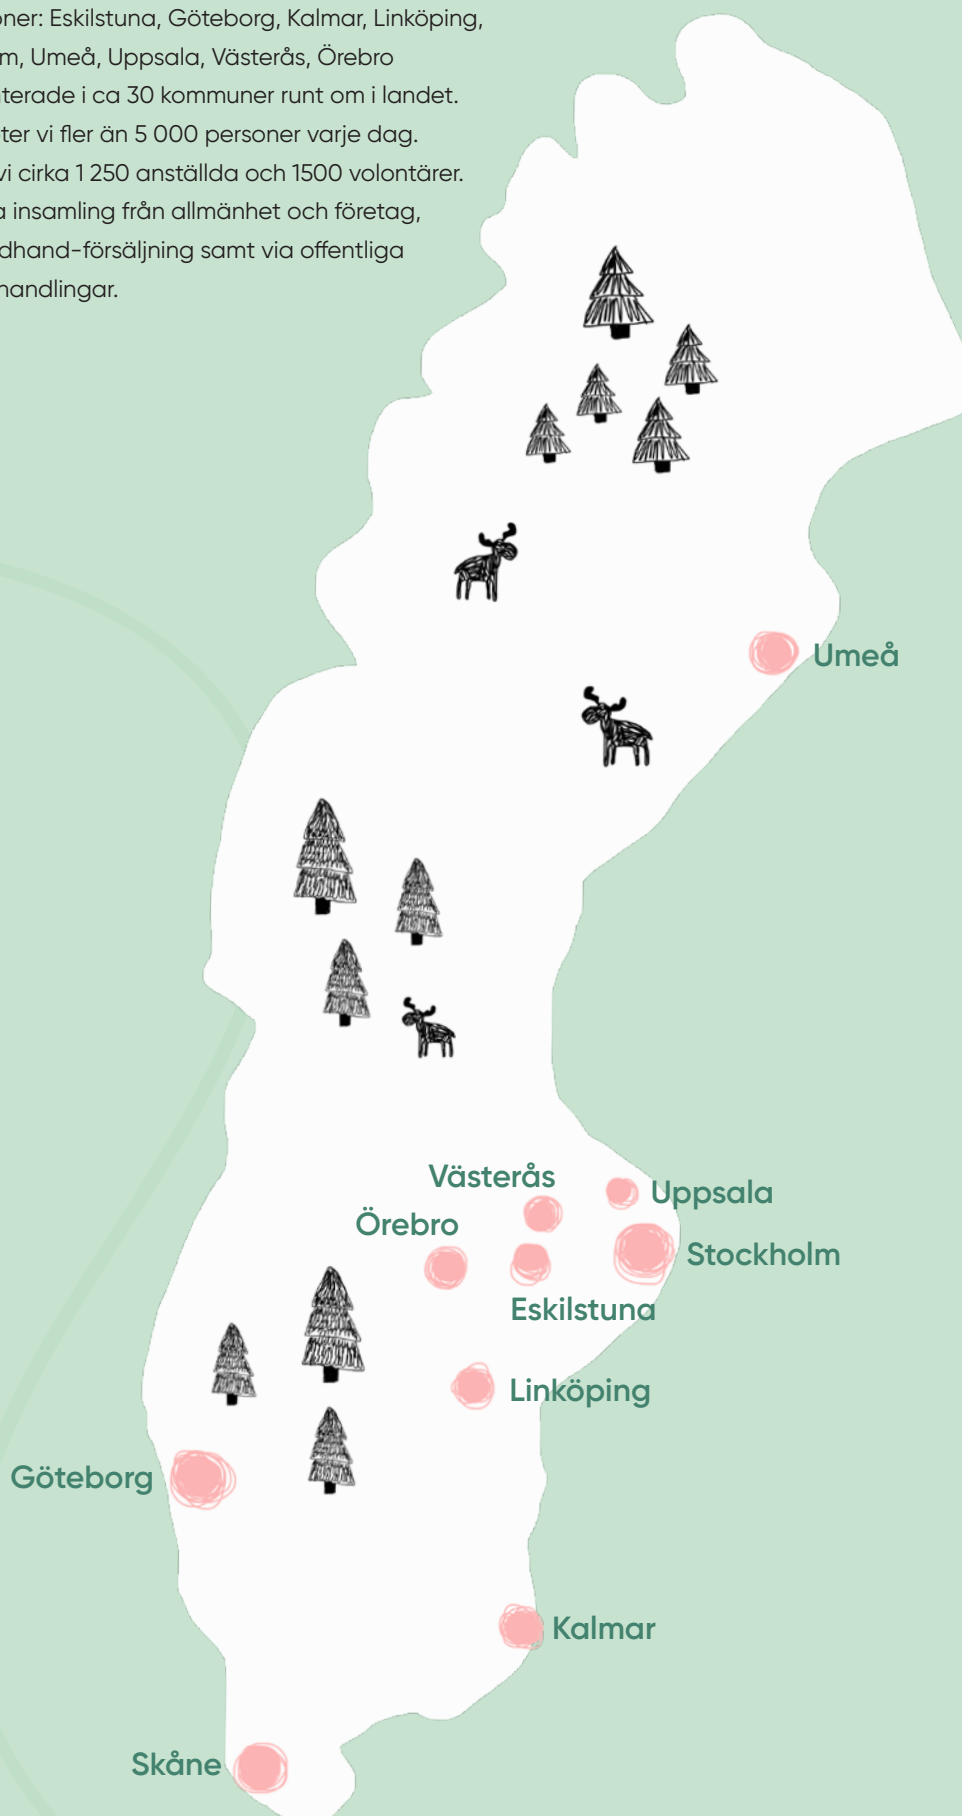 oner: Eskilstuna, Göteborg, Kalmar, Linköping,
m, Umeå, Uppsala, Västerås, Örebro
nterade i ca 30 kommuner runt om i landet.
ter vi fler än 5 000 personer varje dag.
vi cirka 1 250 anställda och 1500 volontärer.
a insamling från allmänhet och företag,
dhand-försäljning samt via offentliga
handlingar.
Umeå
Västerås
Uppsala
Örebro
Stockholm
Eskilstuna
Linköping
Göteborg
Kalmar
Skåne